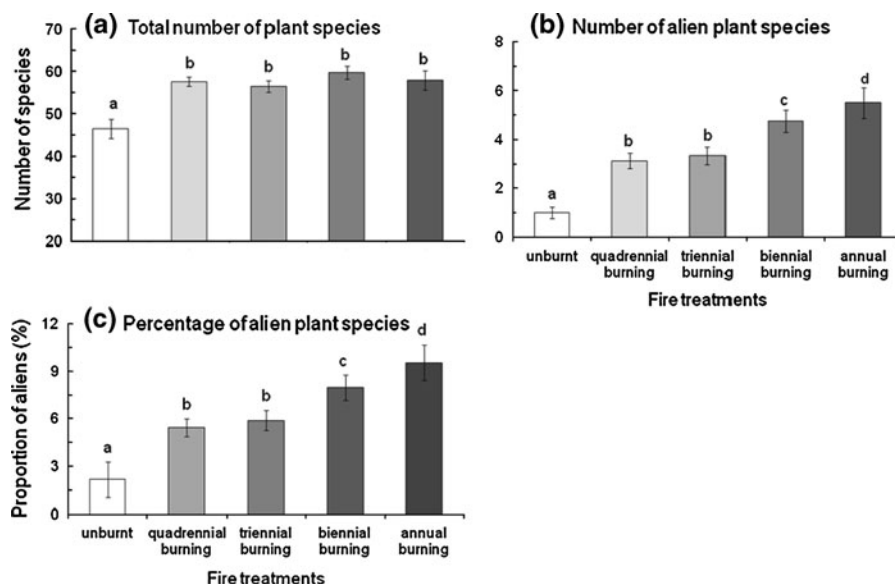 (a) Total number of plant species
Number of species
70
60
50
40
30
20
a
b
b
b
b
(b) Number of alien plant species
8
6
4
2
0
a
b
b
c
d
unburnt
quadrennial burning
triennial burning
biennial burning
annual burning
Fire treatments
(c) Percentage of alien plant species
Proportion of aliens (%)
12
9
6
3
0
a
b
b
c
d
unburnt
quadrennial burning
triennial burning
biennial burning
annual burning
Fire treatments